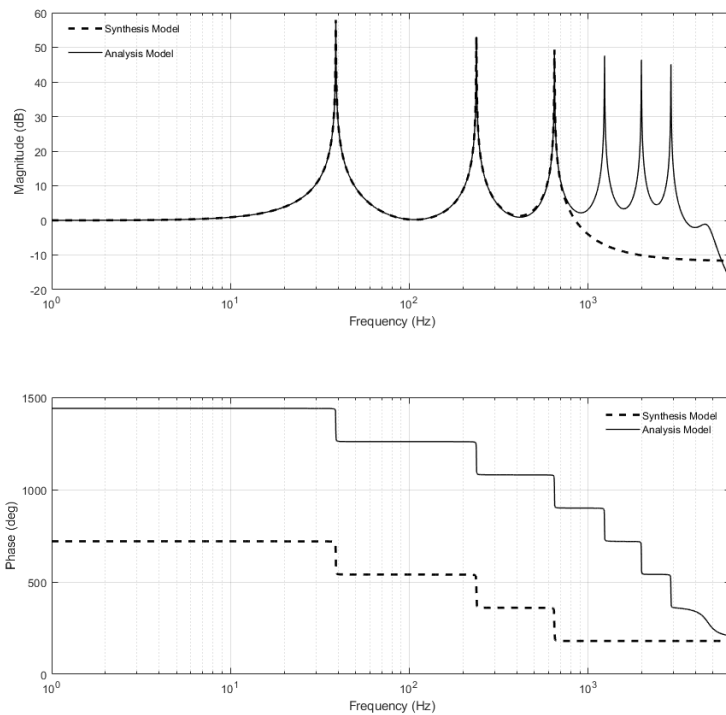 60
50
40
30
20
10
0
-10
-20
Magnitude (dB)
Synthesis Model
Analysis Model
10^0
10^1
10^2
10^3
Frequency (Hz)
1500
1000
500
0
Phase (deg)
Synthesis Model
Analysis Model
10^0
10^1
10^2
10^3
Frequency (Hz)